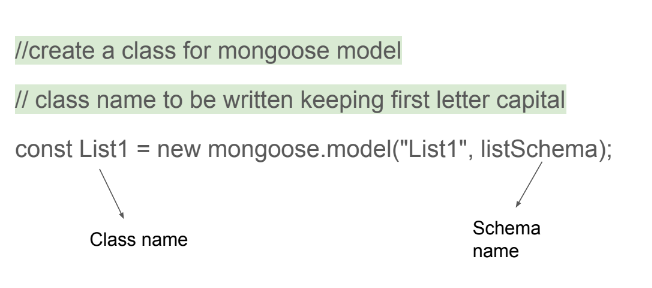 //create a class for mongoose model
// class name to be written keeping first letter capital
const List1 = new mongoose.model("List1", listSchema);
Class name
Schema
name